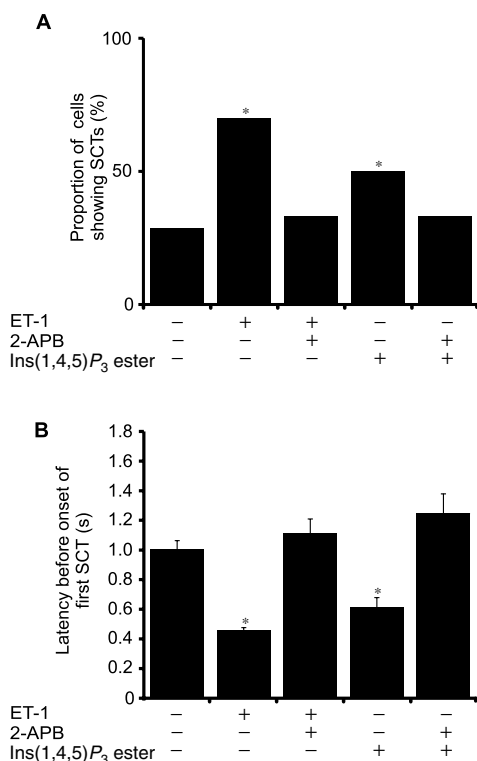 A
100
Proportion of cells
showing SCTs (%)
50
*
*
0
ET-1 − + + − −
2-APB − − + − +
Ins(1,4,5)P3 ester − − − + +
B
1.8
1.6
1.4
1.2
1.0
0.8
0.6
0.4
0.2
0
Latency before onset of
first SCT (s)
*
*
ET-1 − + + − −
2-APB − − + − +
Ins(1,4,5)P3 ester − − − + +